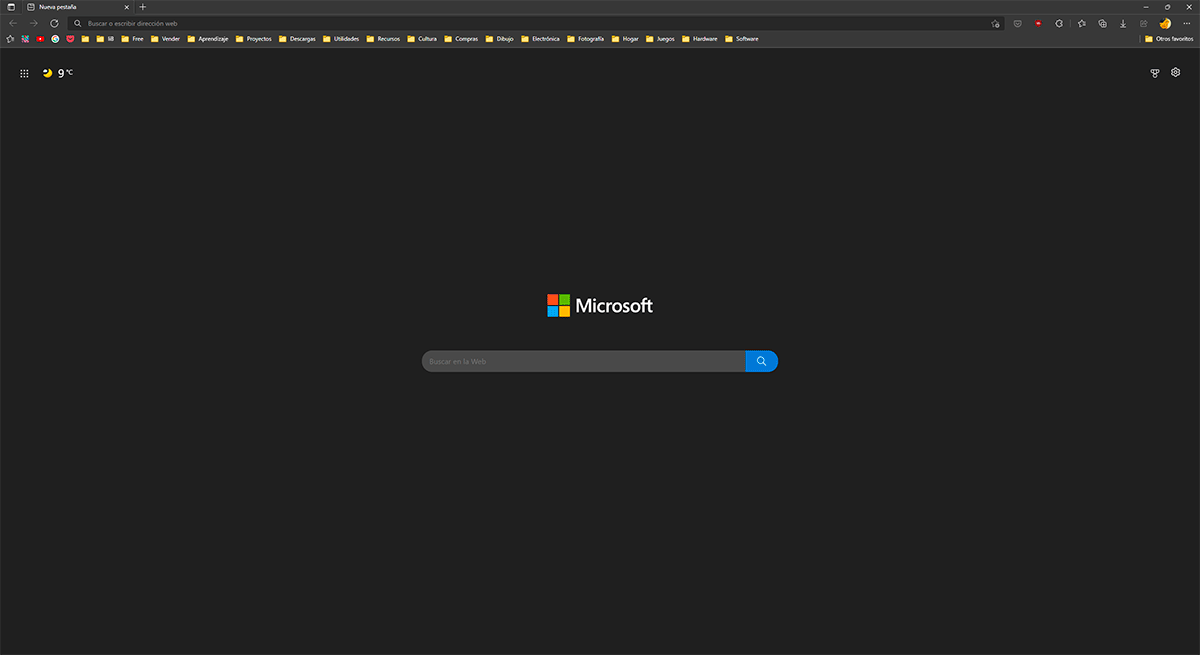 Nueva pestaña
Buscar o escribir dirección web
Free Vender Aprendizaje Proyectos Descargas Utilidades Recursos Cultura Compras Dibujo Electrónica Fotografía Hogar Juegos Hardware Software Otros favoritos
9 °C
Microsoft
Buscar en la Web